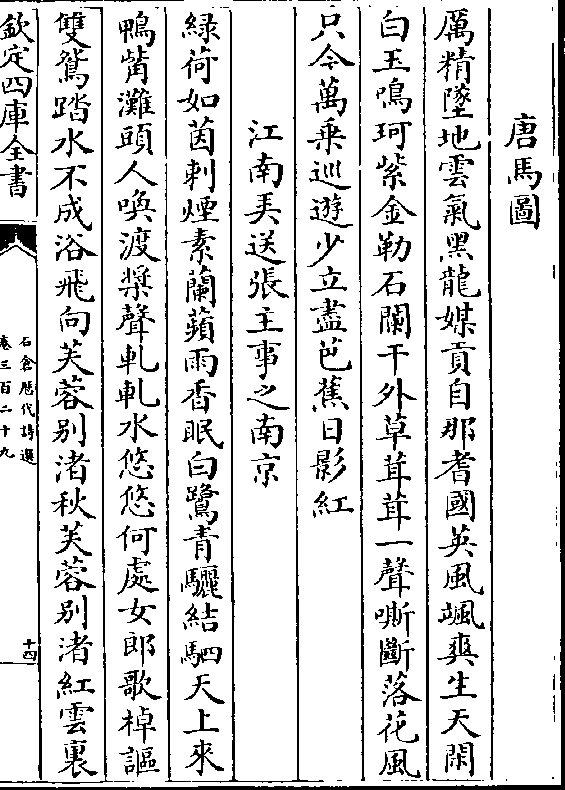 唐馬圖
厲精墜地雲氣黑龍媒貢自那耆國英風颯爽生天閑
白玉鳴珂紫金勒石闌干外草茸茸一聲嘶斷落花風
只今萬乗巡遊少立盡芭蕉日影紅
江南弄送張主事之南京
緑荷如茵刺煙素蘭蘋雨香眠白鷺青驪結駟天上來
鴨觜灘頭人喚渡槳聲軋軋水悠悠何處女郎歌棹謳
雙鴛踏水不成浴飛向芙蓉别渚秋芙蓉别渚紅雲裏
欽定四庫全書
石倉歴代詩選
卷三百二十九
十四